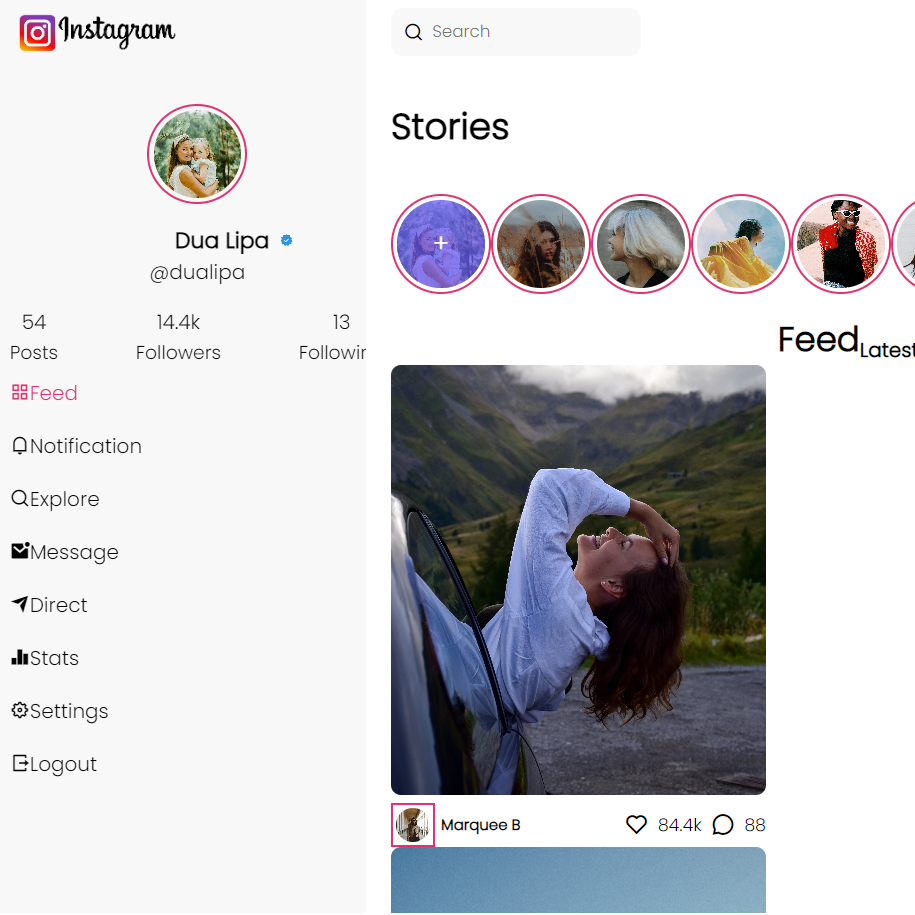 Instagram
Search
Stories
Dua Lipa
@dualipa
54
Posts
14.4k
Followers
13
Followin
Feed
Notification
Explore
Message
Direct
Stats
Settings
Logout
+
Feed
Latest
Marquee B
84.4k
88